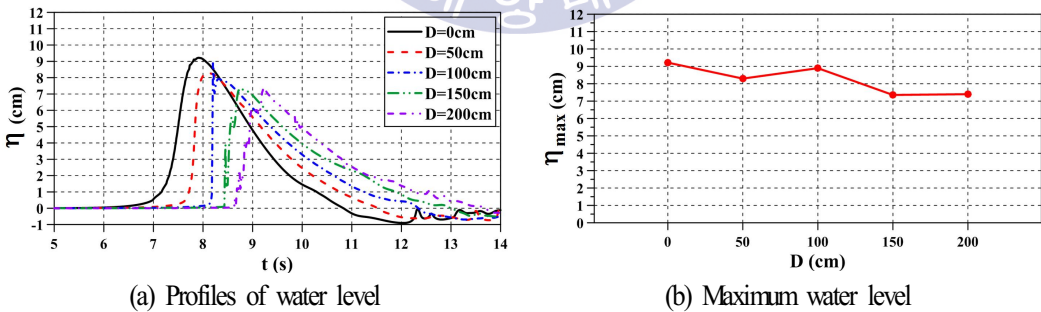 12
11
10
9
8
7
6
5
4
3
2
1
0
-1
η (cm)
5 6 7 8 9 10 11 12 13 14
t (s)
D=0cm
D=50cm
D=100cm
D=150cm
D=200cm
(a) Profiles of water level
12
11
10
9
8
7
6
5
4
3
2
1
0
ηmax (cm)
0 50 100 150 200
D (cm)
(b) Maximum water level